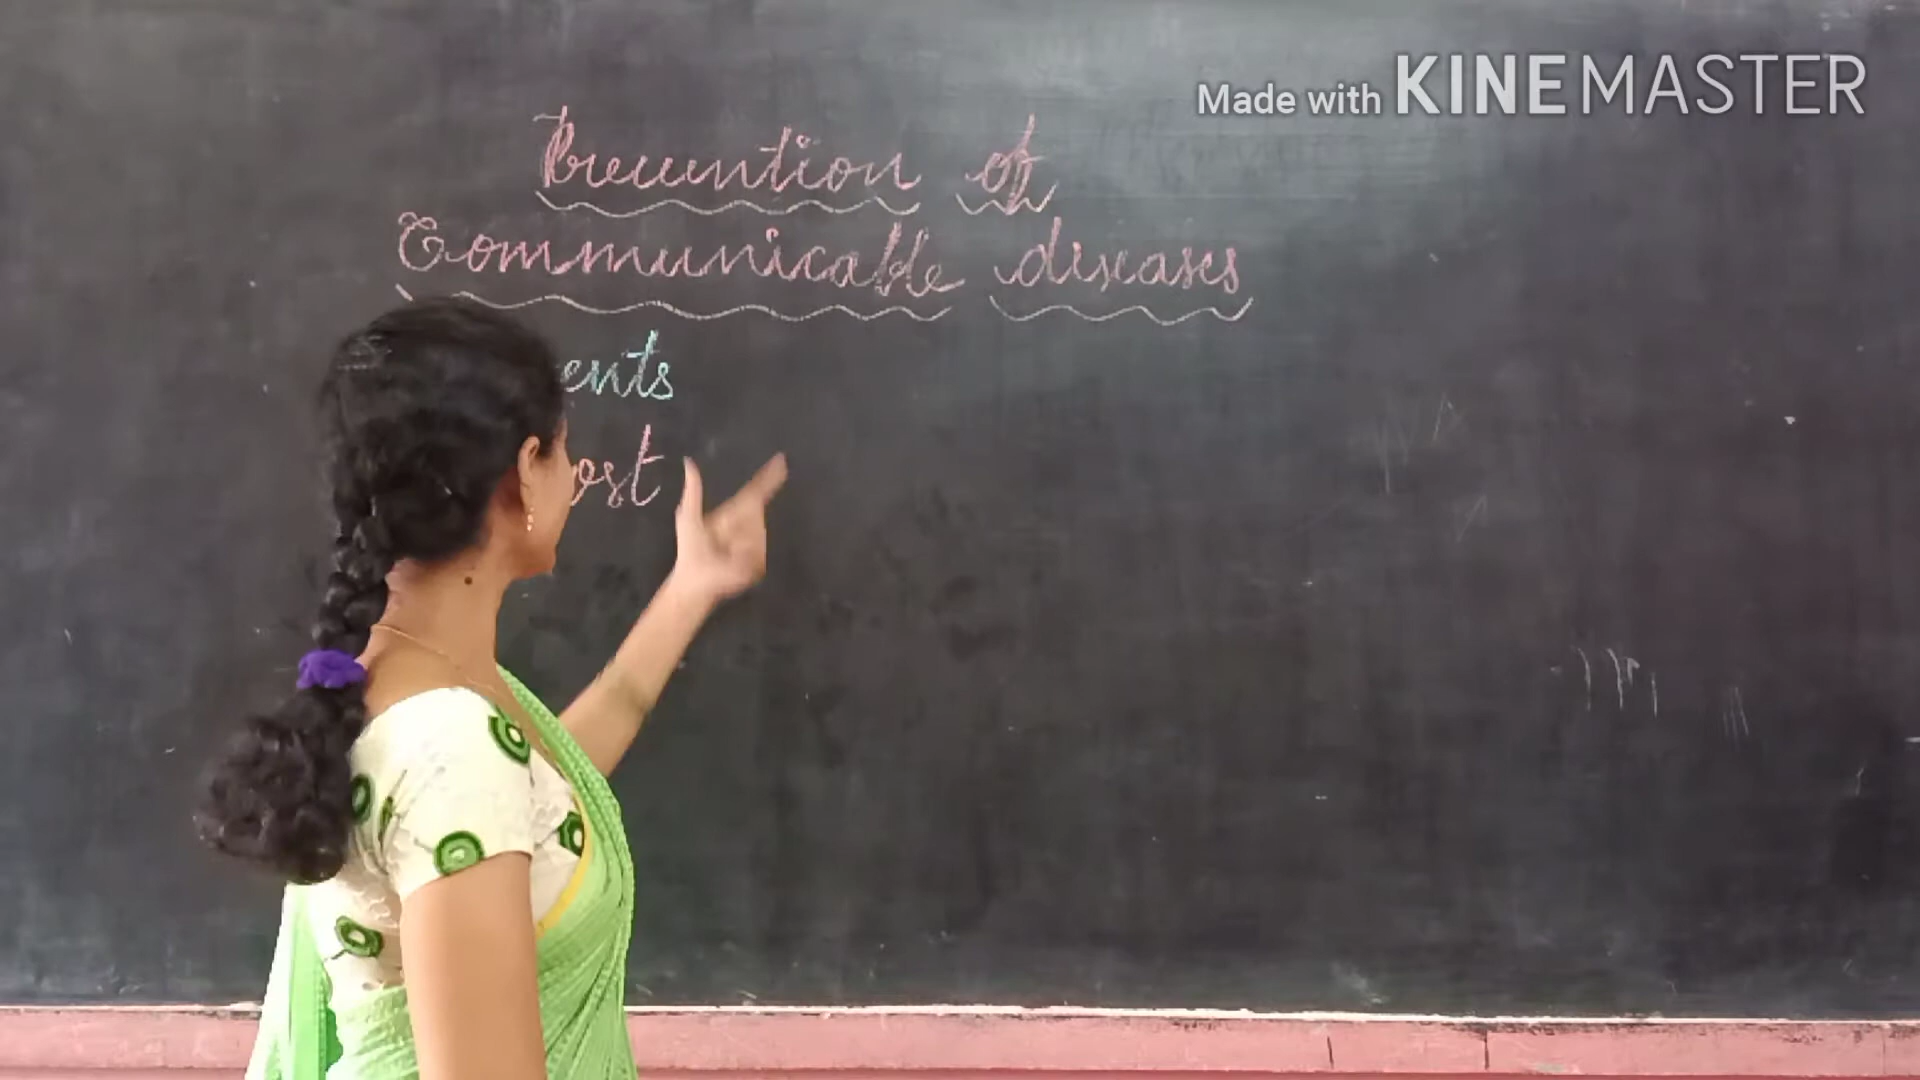 Made with KINEMASTER
Prevention of
Communicable diseases
ents
ost